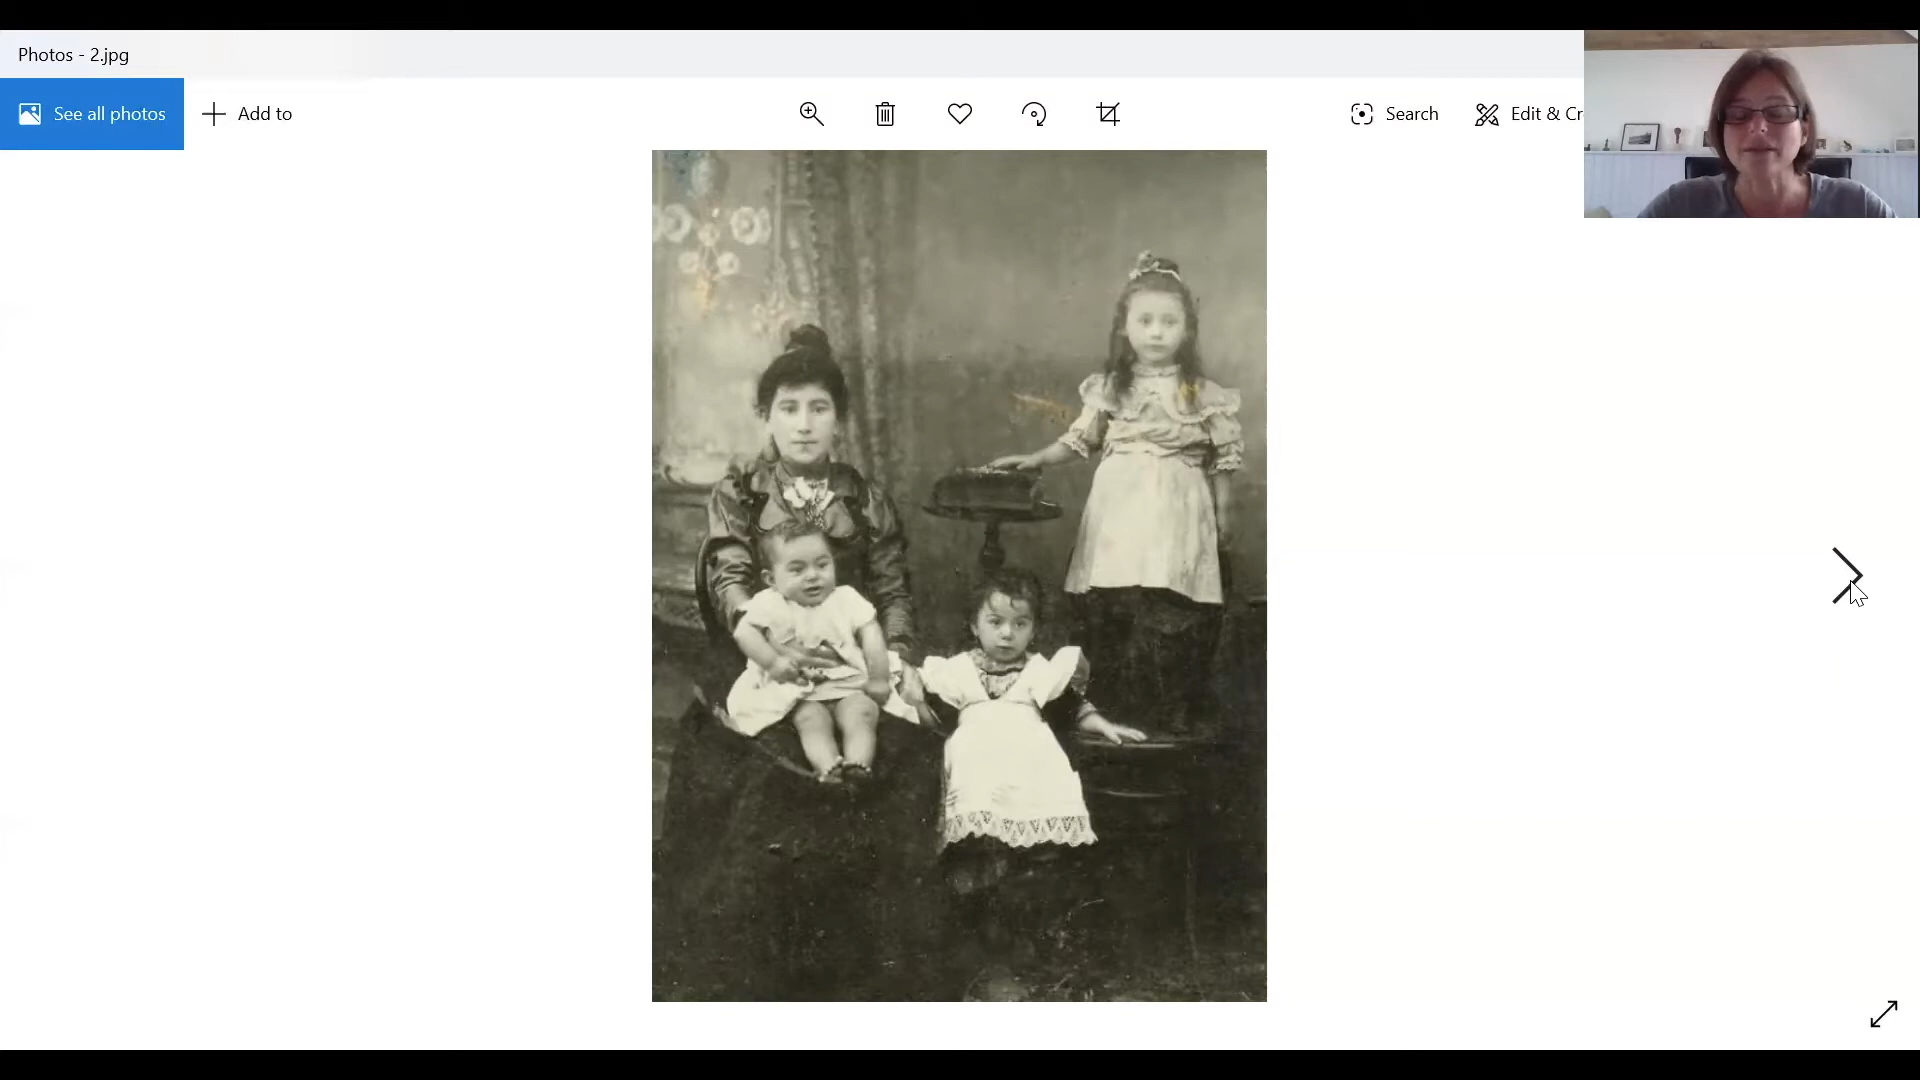 Photos - 2.jpg
See all photos
Add to
Search
Edit & Cr